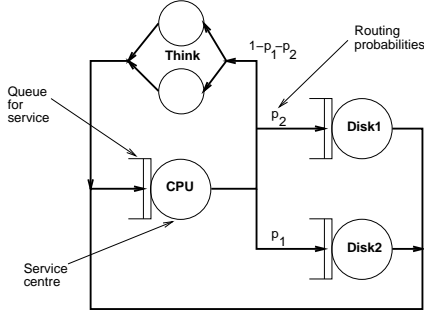 1−p1−p2
Routing
probabilities
Think
Queue
for
service
p2
Disk1
CPU
p1
Disk2
Service
centre